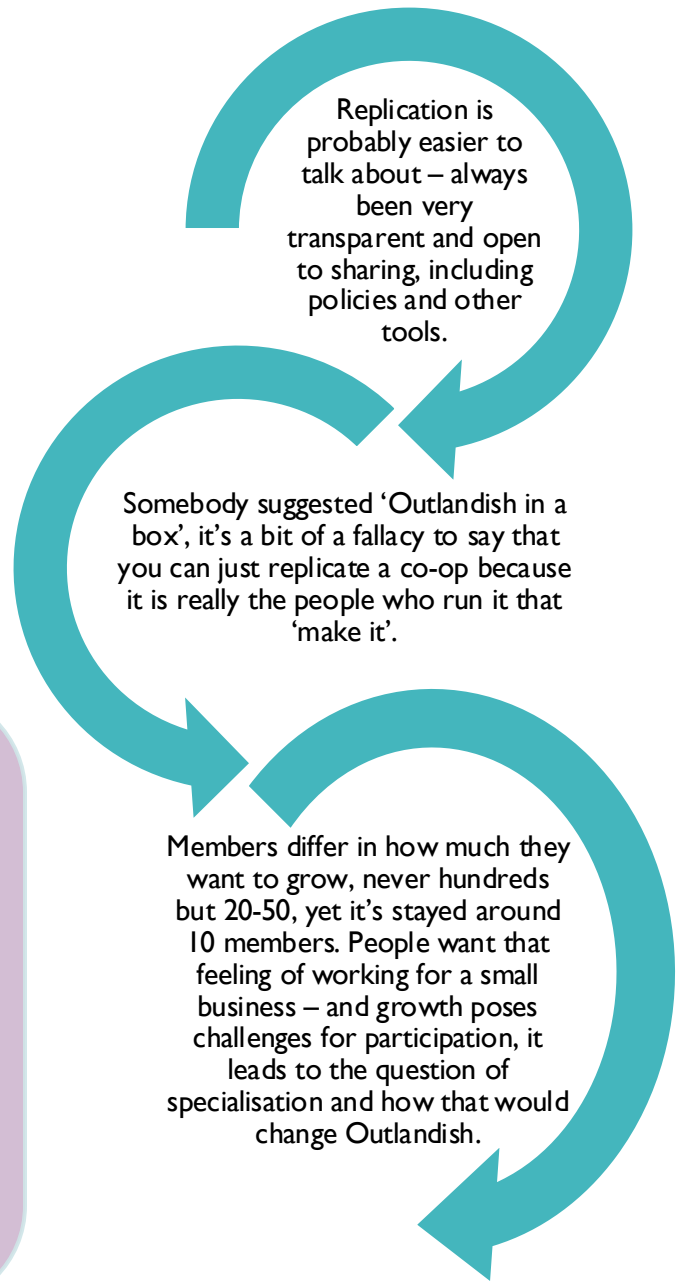 Replication is
probably easier to
talk about – always
been very
transparent and open
to sharing, including
policies and other
tools.
Somebody suggested ‘Outlandish in a
box’, it’s a bit of a fallacy to say that
you can just replicate a co-op because
it is really the people who run it that
‘make it’.
Members differ in how much they
want to grow, never hundreds
but 20-50, yet it’s stayed around
10 members. People want that
feeling of working for a small
business – and growth poses
challenges for participation, it
leads to the question of
specialisation and how that would
change Outlandish.